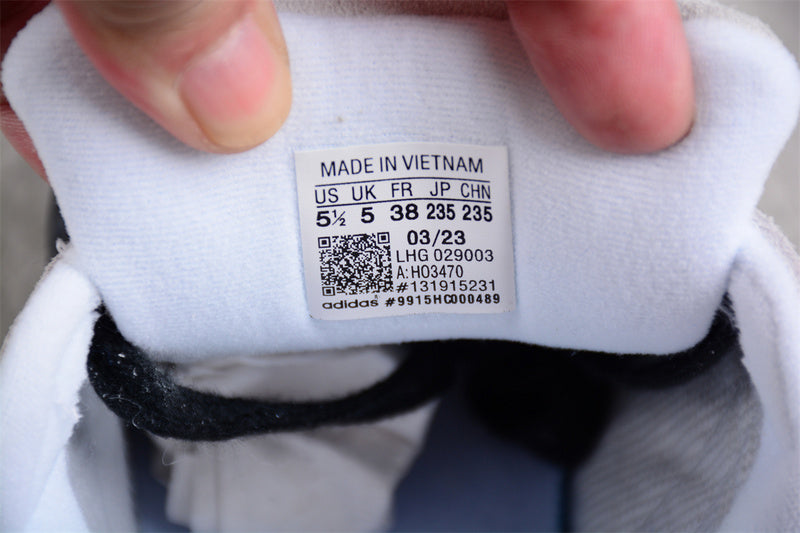 MADE IN VIETNAM
US UK FR JP CHN
5½ 5 38 235 235
03/23
LHG 029003
A: H03470
#131915231
adidas #9915HC000489